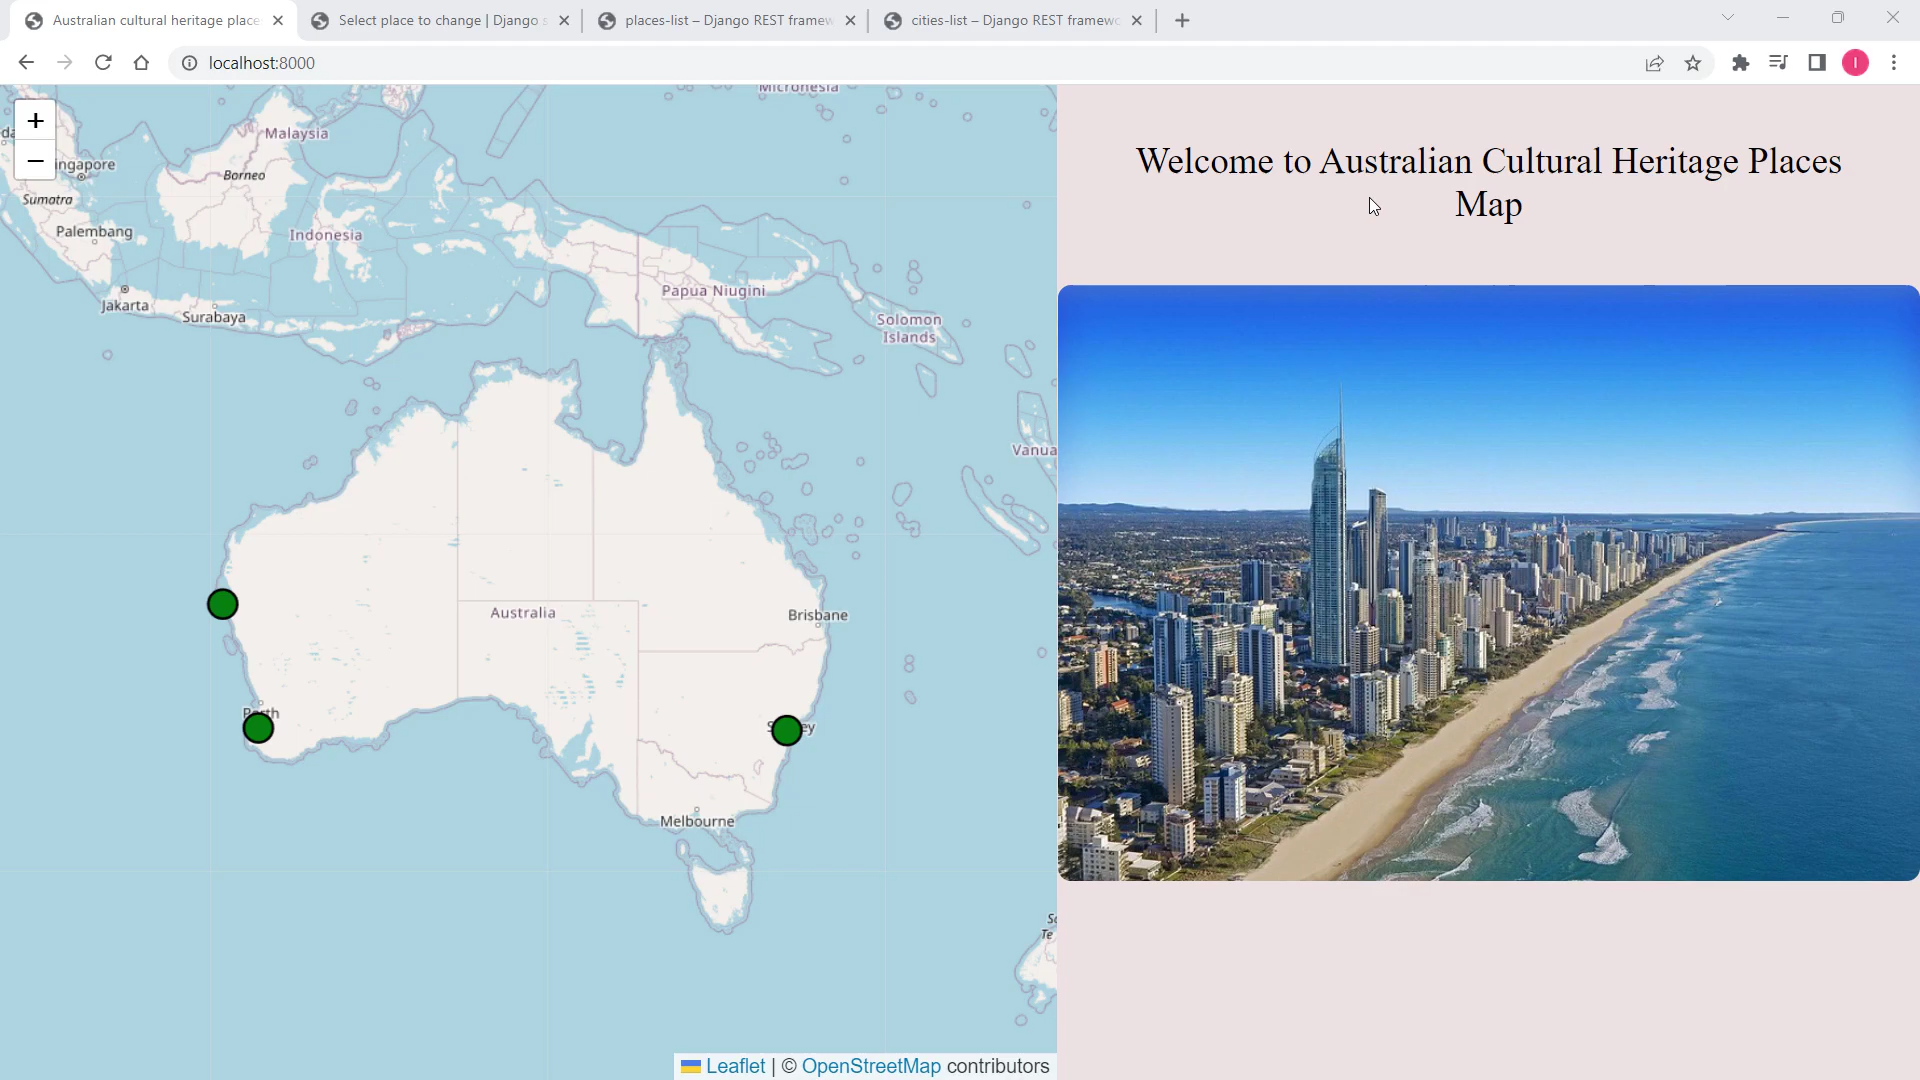 Australian cultural heritage place
Select place to change | Django s
places-list – Django REST framew
cities-list – Django REST framewc
localhost:8000
+
−
Micronesia
Malaysia
ingapore
Borneo
Sumatra
Palembang
Indonesia
Papua Niugini
Jakarta
Surabaya
Solomon
Islands
Vanua
Australia
Brisbane
Melbourne
Te
Leaflet | © OpenStreetMap contributors
Welcome to Australian Cultural Heritage Places
Map
I